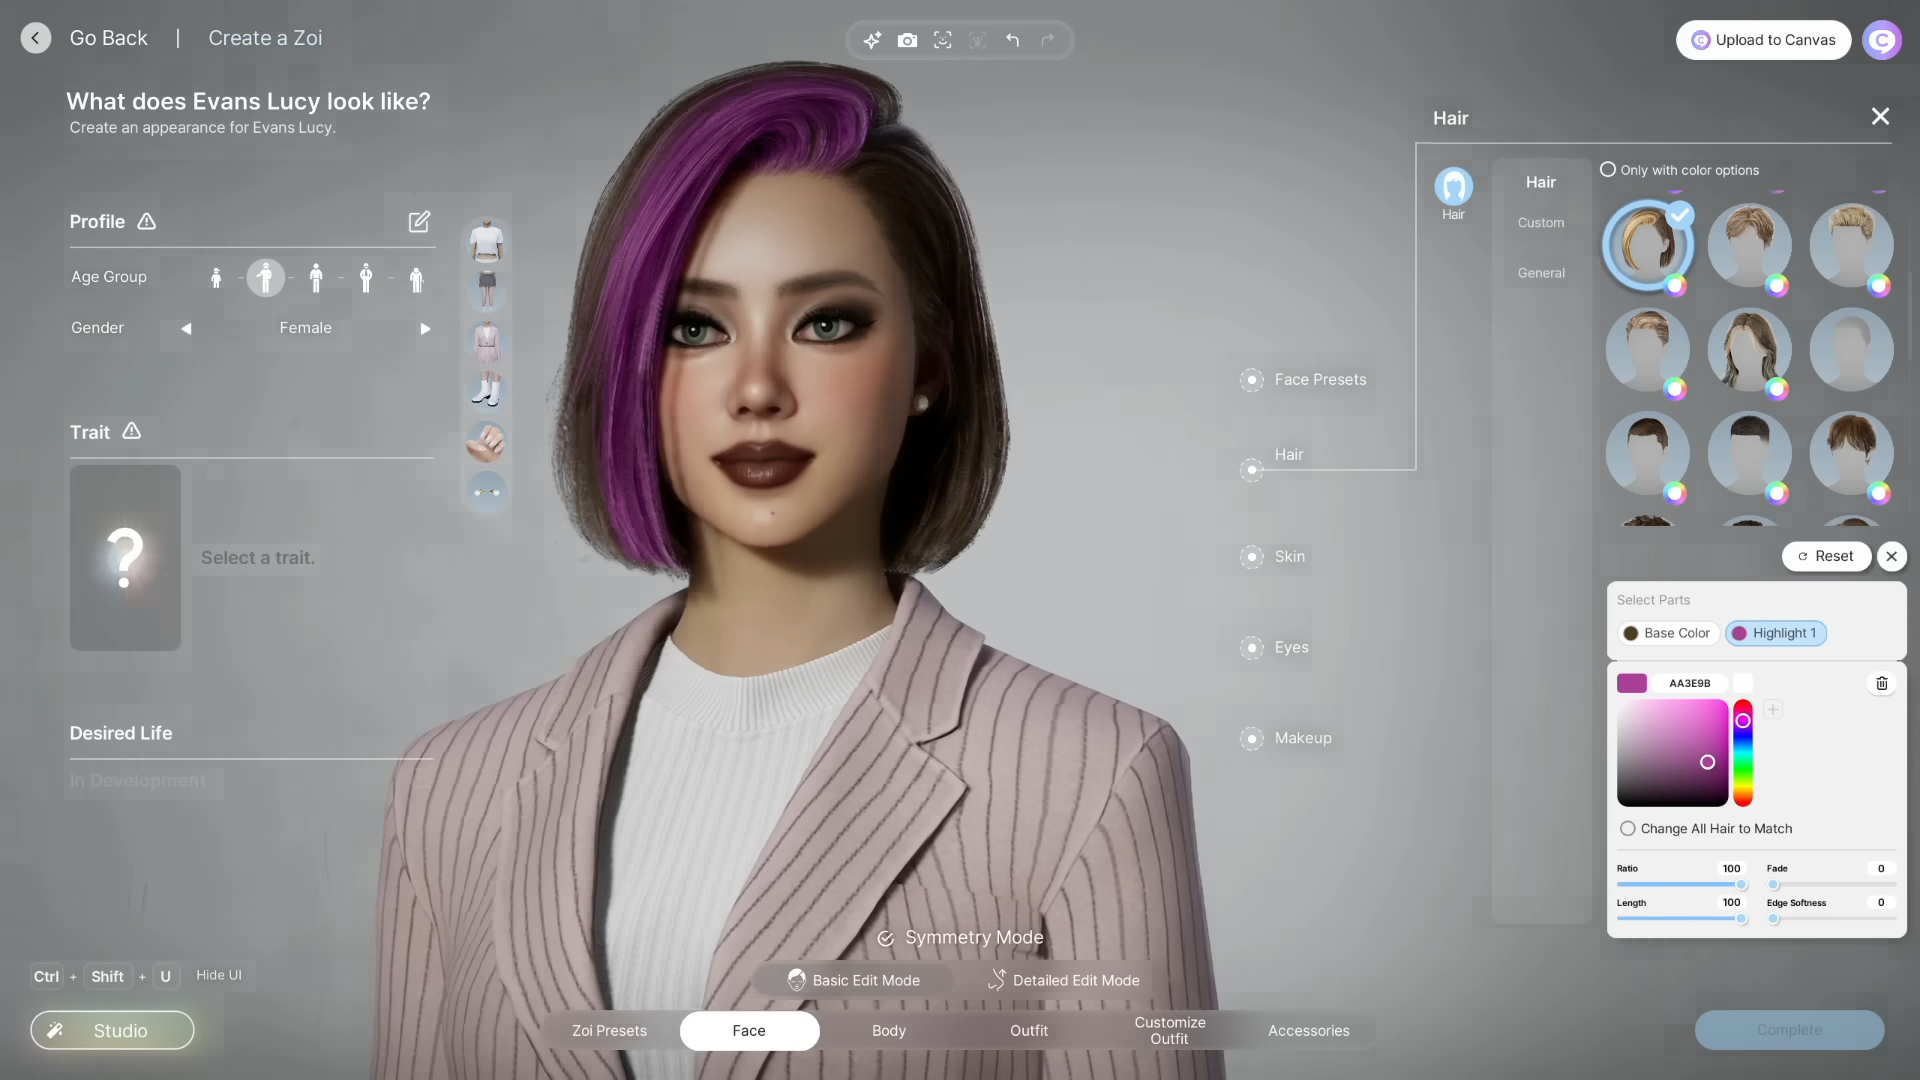 Go Back | Create a Zoi
Upload to Canvas
What does Evans Lucy look like?
Create an appearance for Evans Lucy.
Profile
Age Group
Gender
Female
Trait
Select a trait.
Desired Life
In Development
Ctrl + Shift + U Hide UI
Studio
Face Presets
Hair
Skin
Eyes
Makeup
Symmetry Mode
Basic Edit Mode
Detailed Edit Mode
Zoi Presets
Face
Body
Outfit
Customize
Outfit
Accessories
Hair
Hair
Hair
Custom
General
Only with color options
Reset
Select Parts
Base Color
Highlight 1
AA3E9B
Change All Hair to Match
Ratio 100
Fade 0
Length 100
Edge Softness 0
Complete